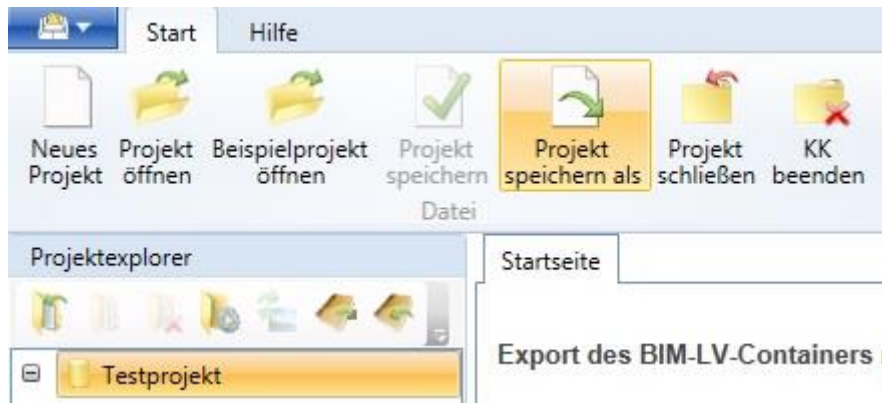 Start Hilfe
Neues Projekt Beispielprojekt Projekt Projekt Projekt KK
Projekt öffnen öffnen speichern speichern als schließen beenden
Datei
Projektexplorer Startseite
Export des BIM-LV-Containers
Testprojekt